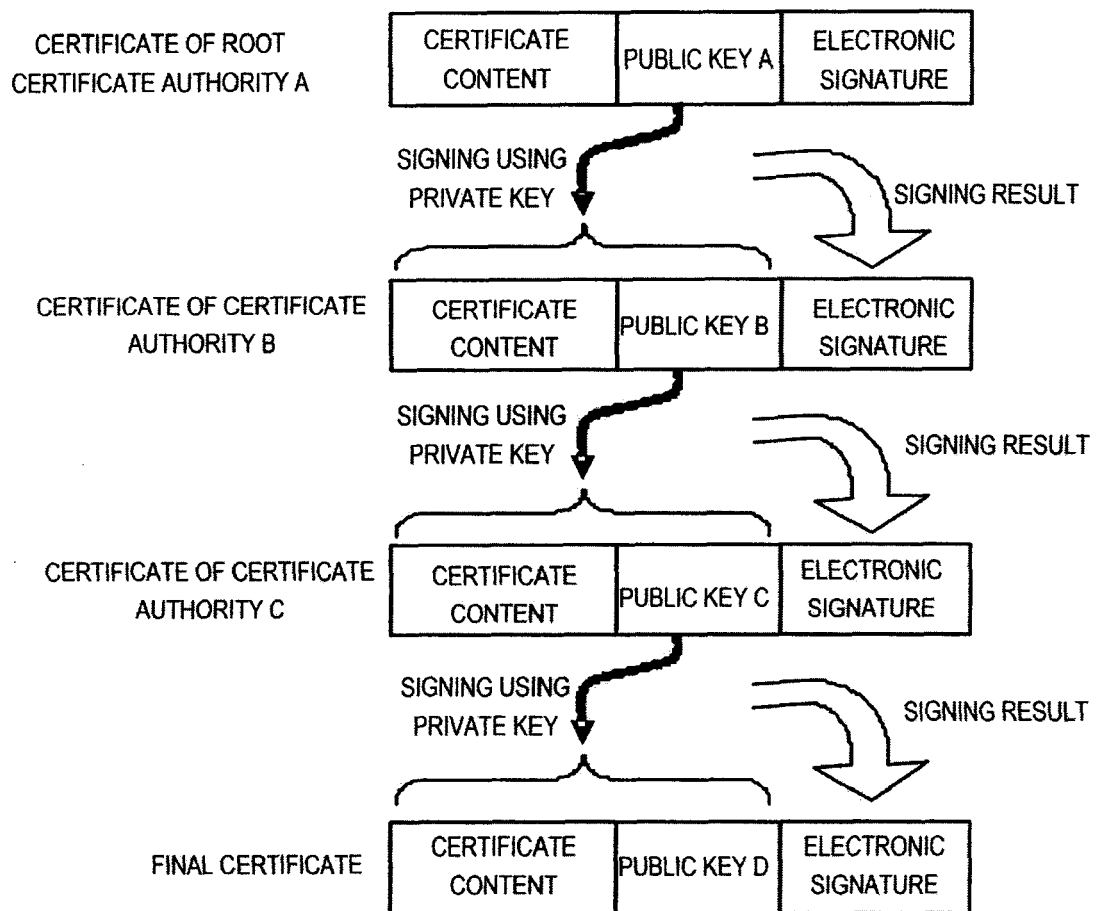 CERTIFICATE OF ROOT
CERTIFICATE AUTHORITY A
CERTIFICATE
CONTENT
PUBLIC KEY A
ELECTRONIC
SIGNATURE
SIGNING USING
PRIVATE KEY
SIGNING RESULT
CERTIFICATE OF CERTIFICATE
AUTHORITY B
CERTIFICATE
CONTENT
PUBLIC KEY B
ELECTRONIC
SIGNATURE
SIGNING USING
PRIVATE KEY
SIGNING RESULT
CERTIFICATE OF CERTIFICATE
AUTHORITY C
CERTIFICATE
CONTENT
PUBLIC KEY C
ELECTRONIC
SIGNATURE
SIGNING USING
PRIVATE KEY
SIGNING RESULT
FINAL CERTIFICATE
CERTIFICATE
CONTENT
PUBLIC KEY D
ELECTRONIC
SIGNATURE